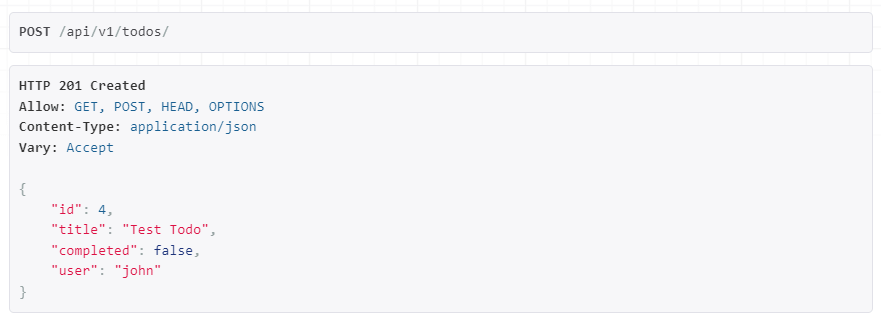 POST /api/v1/todos/
HTTP 201 Created
Allow: GET, POST, HEAD, OPTIONS
Content-Type: application/json
Vary: Accept
{
    "id": 4,
    "title": "Test Todo",
    "completed": false,
    "user": "john"
}